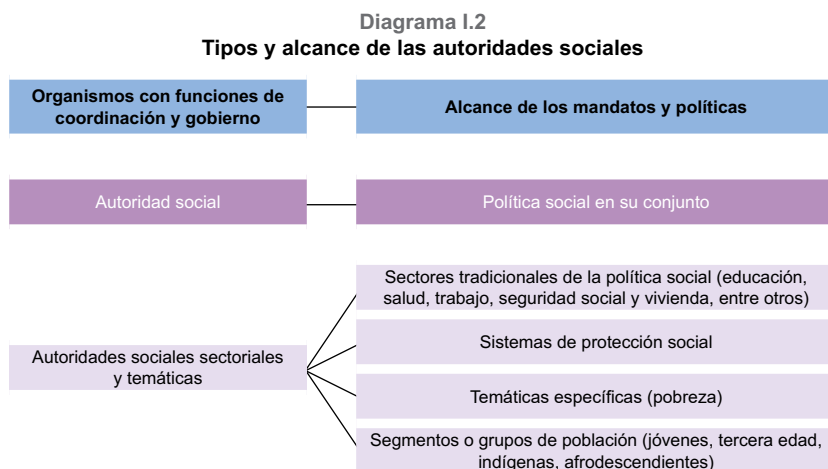 Diagrama I.2
Tipos y alcance de las autoridades sociales
Organismos con funciones de
coordinación y gobierno
Alcance de los mandatos y políticas
Autoridad social
Política social en su conjunto
Autoridades sociales sectoriales
y temáticas
Sectores tradicionales de la política social (educación,
salud, trabajo, seguridad social y vivienda, entre otros)
Sistemas de protección social
Temáticas específicas (pobreza)
Segmentos o grupos de población (jóvenes, tercera edad,
indígenas, afrodescendientes)